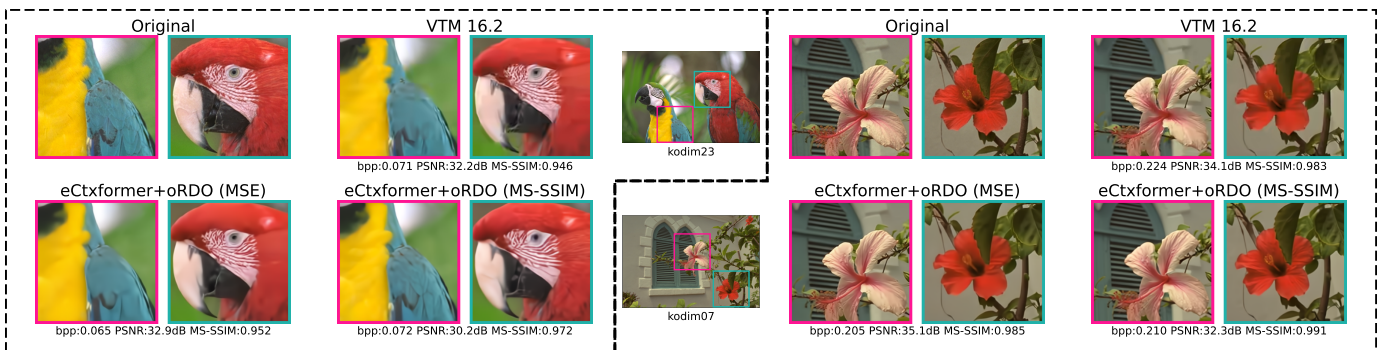 Original
VTM 16.2
bpp:0.071 PSNR:32.2dB MS-SSIM:0.946
eCtxformer+oRDO (MSE)
eCtxformer+oRDO (MS-SSIM)
bpp:0.065 PSNR:32.9dB MS-SSIM:0.952
bpp:0.072 PSNR:30.2dB MS-SSIM:0.972
kodim23
kodim07
Original
VTM 16.2
bpp:0.224 PSNR:34.1dB MS-SSIM:0.983
eCtxformer+oRDO (MSE)
eCtxformer+oRDO (MS-SSIM)
bpp:0.205 PSNR:35.1dB MS-SSIM:0.985
bpp:0.210 PSNR:32.3dB MS-SSIM:0.991